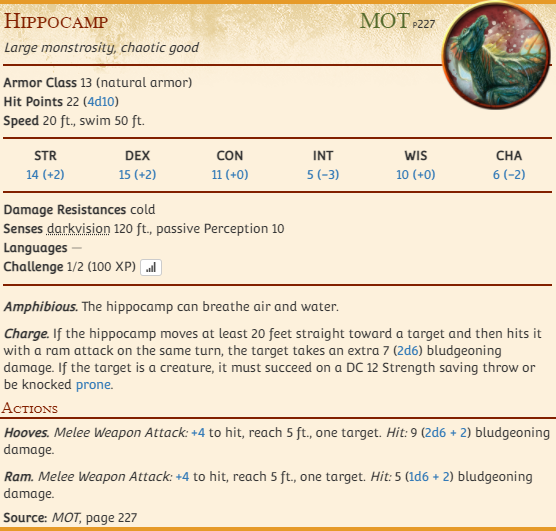 Hippocamp MOT p227
Large monstrosity, chaotic good
Armor Class 13 (natural armor)
Hit Points 22 (4d10)
Speed 20 ft., swim 50 ft.
STR DEX CON INT WIS CHA
14 (+2) 15 (+2) 11 (+0) 5 (−3) 10 (+0) 6 (−2)
Damage Resistances cold
Senses darkvision 120 ft., passive Perception 10
Languages —
Challenge 1/2 (100 XP)
Amphibious. The hippocamp can breathe air and water.
Charge. If the hippocamp moves at least 20 feet straight toward a target and then hits it
with a ram attack on the same turn, the target takes an extra 7 (2d6) bludgeoning
damage. If the target is a creature, it must succeed on a DC 12 Strength saving throw or
be knocked prone.
Actions
Hooves. Melee Weapon Attack: +4 to hit, reach 5 ft., one target. Hit: 9 (2d6 + 2) bludgeoning
damage.
Ram. Melee Weapon Attack: +4 to hit, reach 5 ft., one target. Hit: 5 (1d6 + 2) bludgeoning
damage.
Source: MOT, page 227